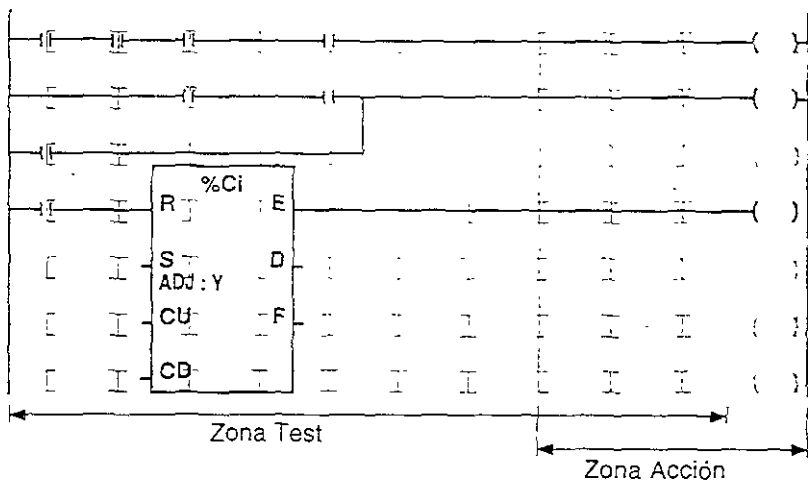 %Ci
R E
S D
ADJ:Y
CU F
CD
Zona Test
Zona Acción